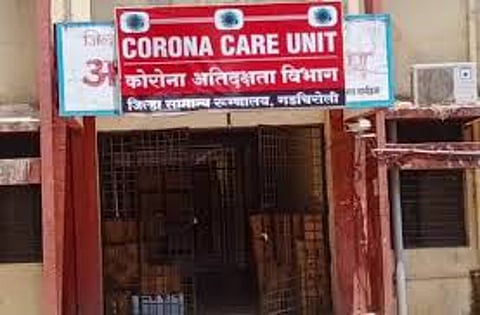 CORONA CARE UNIT
कोरोना अतिदक्षता विभाग
जिल्हा सामान्य रुग्णालय, गडचिरोली